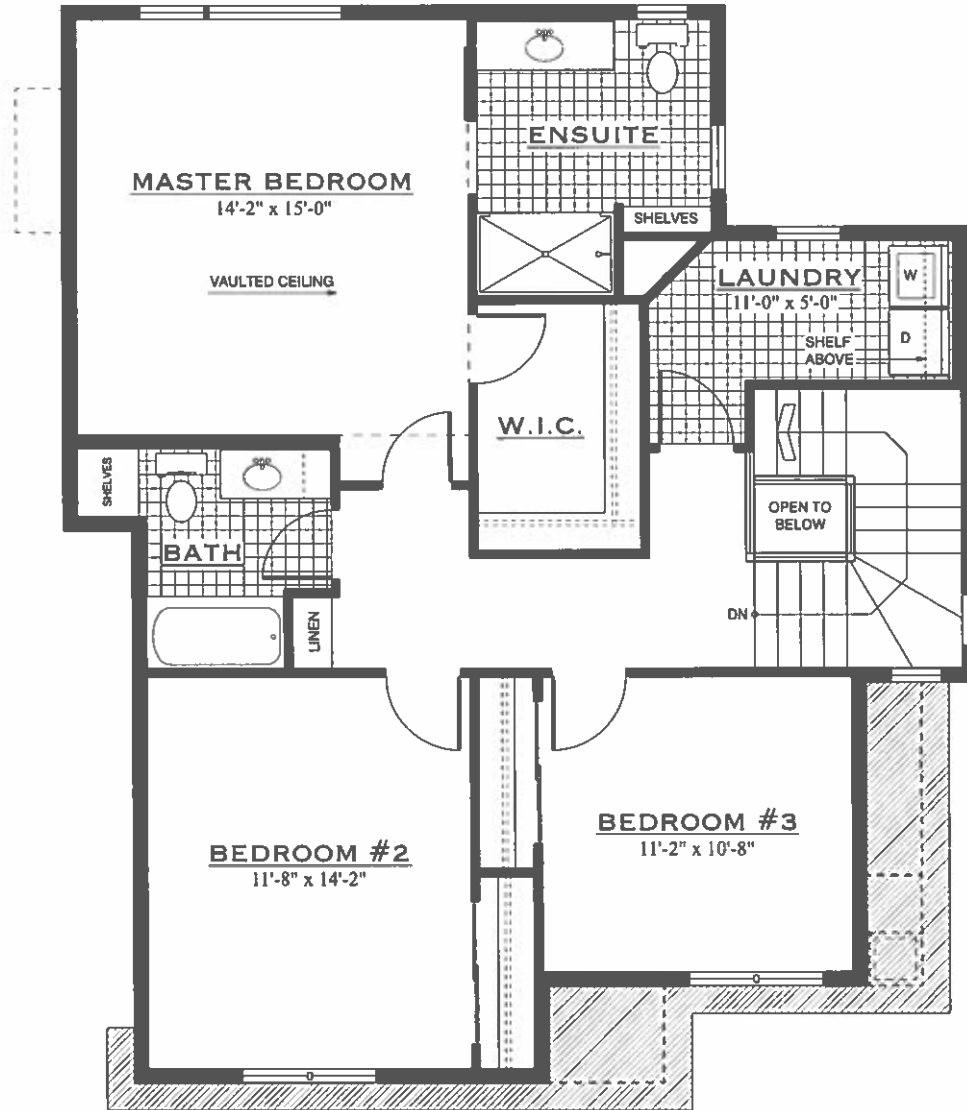 ENSUITE
SHELVES
MASTER BEDROOM
14'-2" x 15'-0"
VAULTED CEILING
LAUNDRY
11'-0" x 5'-0"
W
D
SHELF
ABOVE
W.I.C.
SHELVES
BATH
LINEN
OPEN TO
BELOW
DN
BEDROOM #2
11'-8" x 14'-2"
BEDROOM #3
11'-2" x 10'-8"